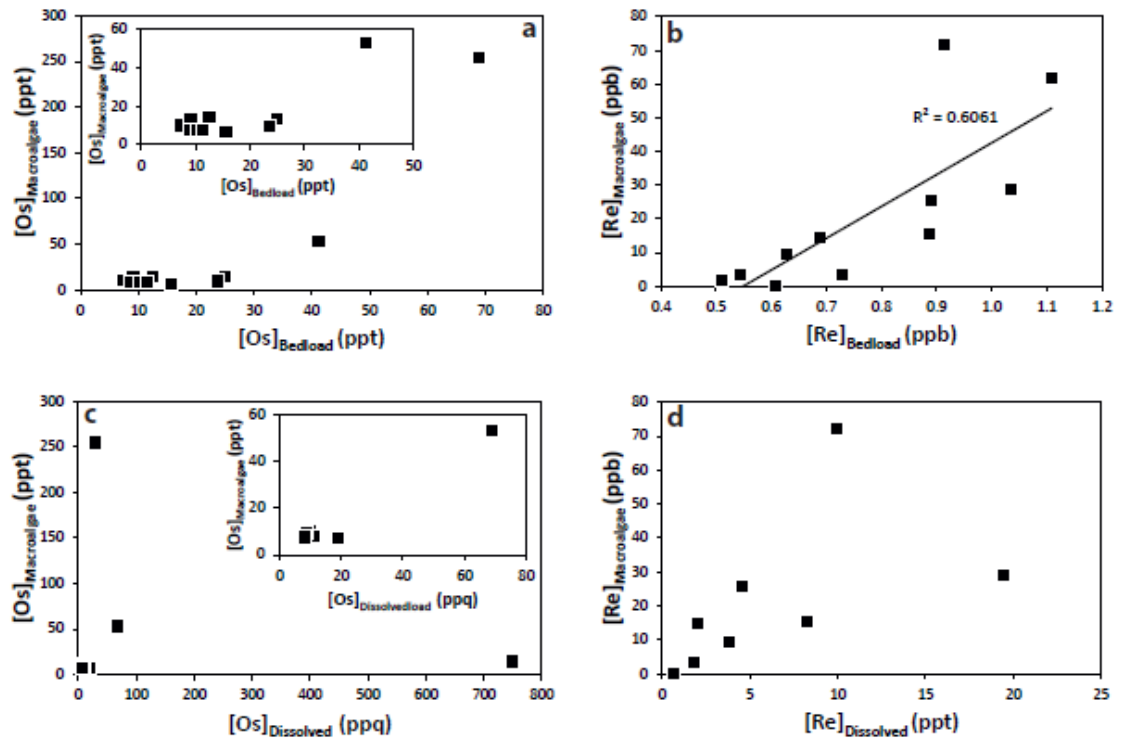 a
300
250
200
150
100
50
0
0 10 20 30 40 50 60 70 80
[Os]Macroalgae (ppt)
[Os]Bedload (ppt)
60
40
20
0
0 10 20 30 40 50
[Os]Macroalgae (ppt)
[Os]Bedload (ppt)
b
80
70
60
50
40
30
20
10
0
0.4 0.5 0.6 0.7 0.8 0.9 1.0 1.1 1.2
[Re]Macroalgae (ppb)
[Re]Bedload (ppb)
R² = 0.6061
c
300
250
200
150
100
50
0
0 100 200 300 400 500 600 700 800
[Os]Macroalgae (ppt)
[Os]Dissolved (ppq)
60
40
20
0
0 20 40 60 80
[Os]Macroalgae (ppt)
[Os]Dissolvedload (ppq)
d
80
70
60
50
40
30
20
10
0
0 5 10 15 20 25
[Re]Macroalgae (ppb)
[Re]Dissolved (ppt)